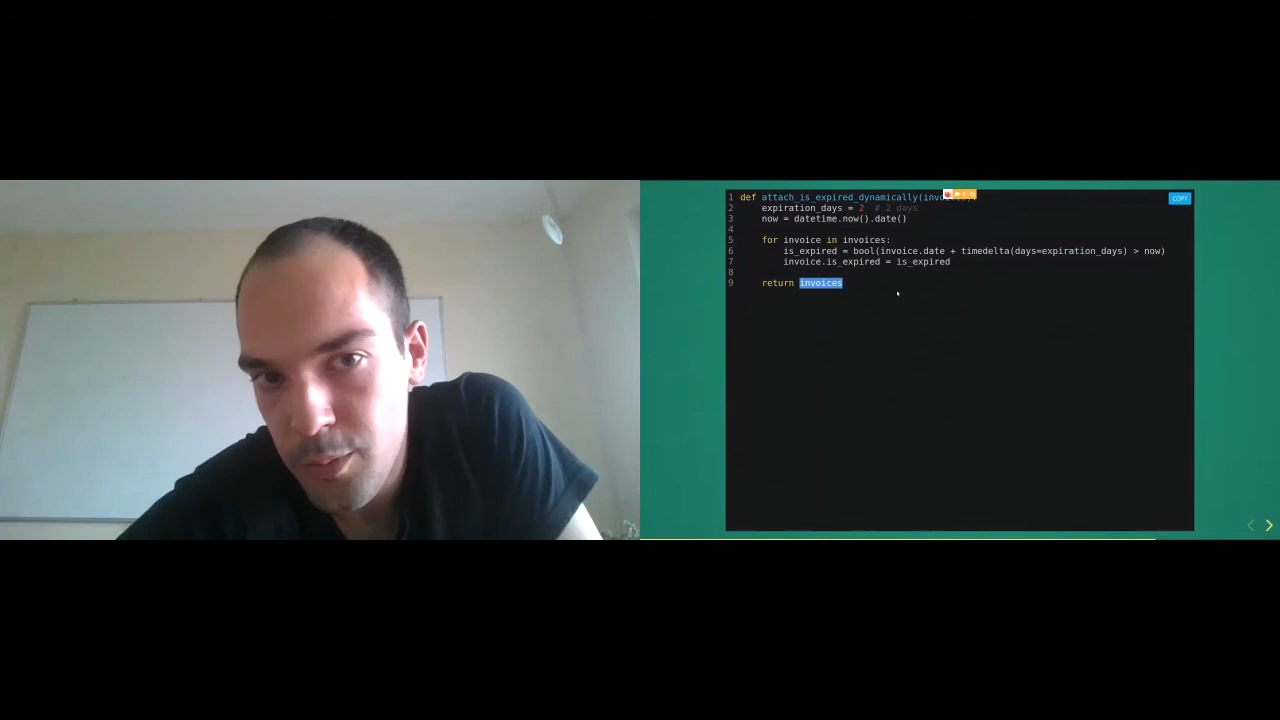 1 def attach_is_expired_dynamically(invo
2 expiration_days = 2 # 2 days
3 now = datetime.now().date()
4
5 for invoice in invoices:
6 is_expired = bool(invoice.date + timedelta(days=expiration_days) > now)
7 invoice.is_expired = is_expired
8
9 return invoices
COPY